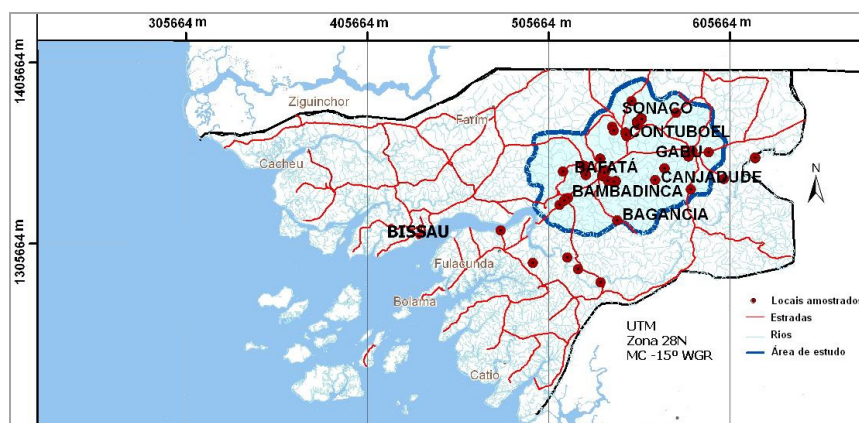 305664 m
405664 m
505664 m
605664 m
1405664 m
1305664 m
Ziguinchor
Farim
Cacheu
SONACO
CONTUBOEL
GABU
BAFATÁ
CANJADUDE
BAMBADINCA
BAGANCIA
BISSAU
Fulacunda
Bolama
Catio
N
Locais amostrados
Estradas
Rios
Área de estudo
UTM
Zona 28N
MC -15º WGR